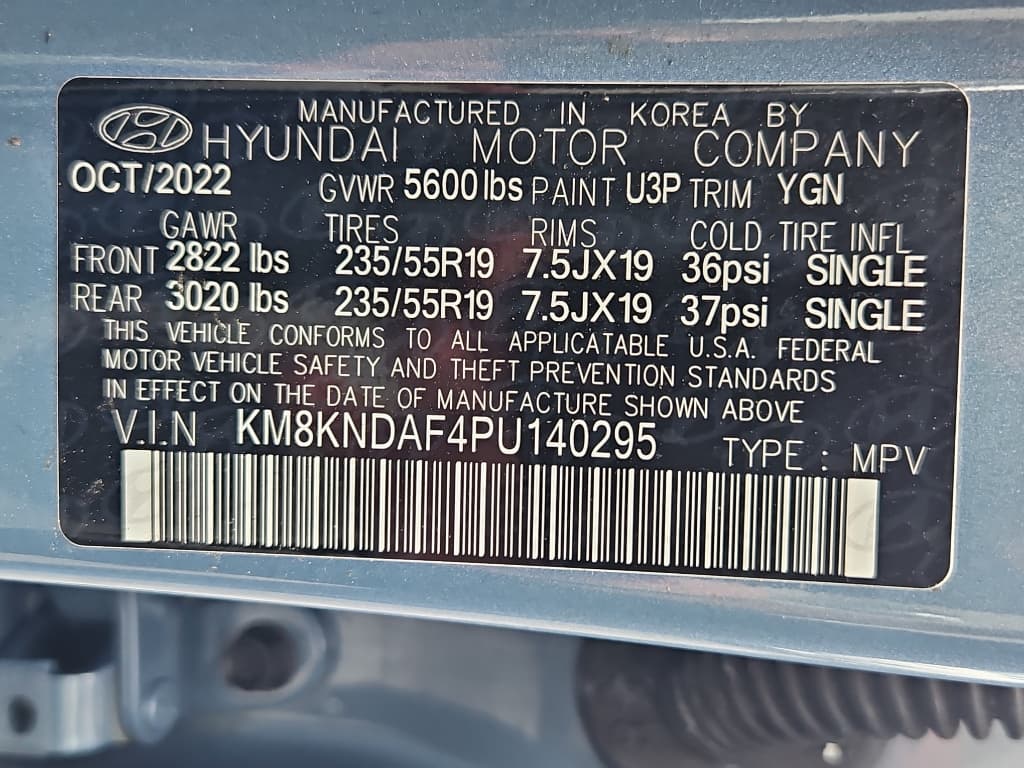 MANUFACTURED IN KOREA BY
HYUNDAI MOTOR COMPANY
OCT/2022 GVWR 5600 lbs PAINT U3P TRIM YGN
GAWR TIRES RIMS COLD TIRE INFL
FRONT 2822 lbs 235/55R19 7.5JX19 36psi SINGLE
REAR 3020 lbs 235/55R19 7.5JX19 37psi SINGLE
THIS VEHICLE CONFORMS TO ALL APPLICATABLE U.S.A. FEDERAL
MOTOR VEHICLE SAFETY AND THEFT PREVENTION STANDARDS
IN EFFECT ON THE DATE OF MANUFACTURE SHOWN ABOVE
V.I.N KM8KNDAF4PU140295 TYPE : MPV